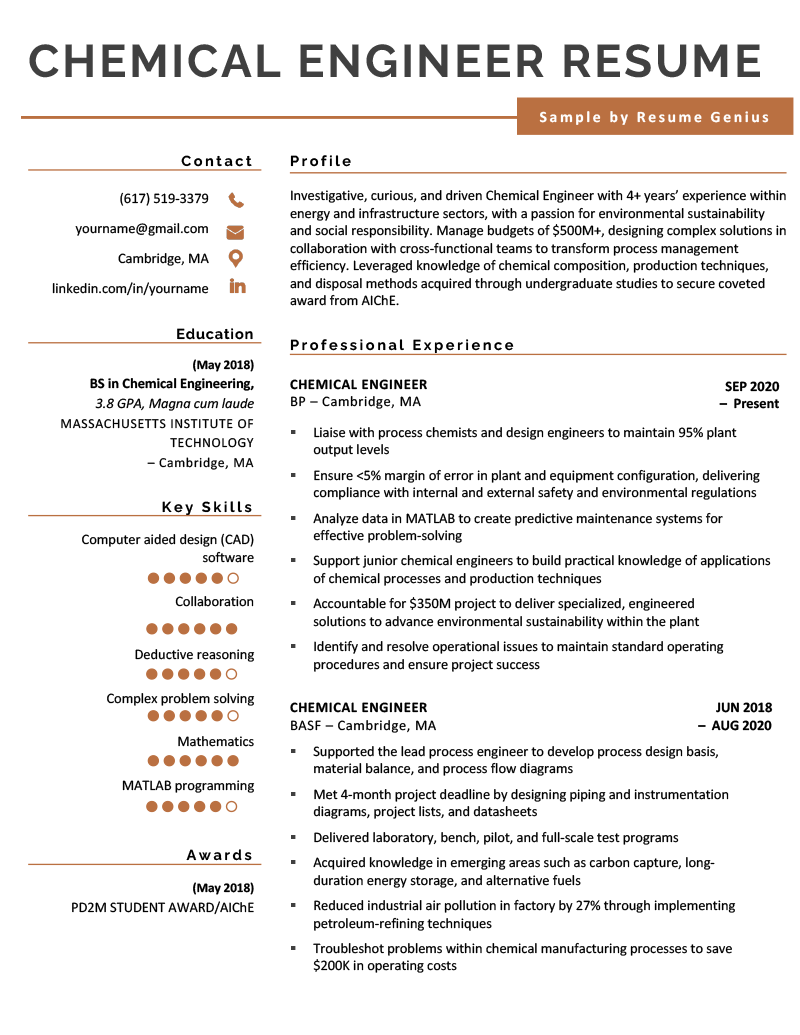 CHEMICAL ENGINEER RESUME
Sample by Resume Genius
Contact
(617) 519-3379
yourname@gmail.com
Cambridge, MA
linkedin.com/in/yourname
Education
(May 2018)
BS in Chemical Engineering,
3.8 GPA, Magna cum laude
MASSACHUSETTS INSTITUTE OF
TECHNOLOGY
– Cambridge, MA
Key Skills
Computer aided design (CAD)
software
Collaboration
Deductive reasoning
Complex problem solving
Mathematics
MATLAB programming
Awards
(May 2018)
PD2M STUDENT AWARD/AIChE
Profile
Investigative, curious, and driven Chemical Engineer with 4+ years’ experience within
energy and infrastructure sectors, with a passion for environmental sustainability
and social responsibility. Manage budgets of $500M+, designing complex solutions in
collaboration with cross-functional teams to transform process management
efficiency. Leveraged knowledge of chemical composition, production techniques,
and disposal methods acquired through undergraduate studies to secure coveted
award from AIChE.
Professional Experience
CHEMICAL ENGINEER SEP 2020
BP – Cambridge, MA – Present
▪ Liaise with process chemists and design engineers to maintain 95% plant
output levels
▪ Ensure <5% margin of error in plant and equipment configuration, delivering
compliance with internal and external safety and environmental regulations
▪ Analyze data in MATLAB to create predictive maintenance systems for
effective problem-solving
▪ Support junior chemical engineers to build practical knowledge of applications
of chemical processes and production techniques
▪ Accountable for $350M project to deliver specialized, engineered
solutions to advance environmental sustainability within the plant
▪ Identify and resolve operational issues to maintain standard operating
procedures and ensure project success
CHEMICAL ENGINEER JUN 2018
BASF – Cambridge, MA – AUG 2020
▪ Supported the lead process engineer to develop process design basis,
material balance, and process flow diagrams
▪ Met 4-month project deadline by designing piping and instrumentation
diagrams, project lists, and datasheets
▪ Delivered laboratory, bench, pilot, and full-scale test programs
▪ Acquired knowledge in emerging areas such as carbon capture, long-
duration energy storage, and alternative fuels
▪ Reduced industrial air pollution in factory by 27% through implementing
petroleum-refining techniques
▪ Troubleshot problems within chemical manufacturing processes to save
$200K in operating costs